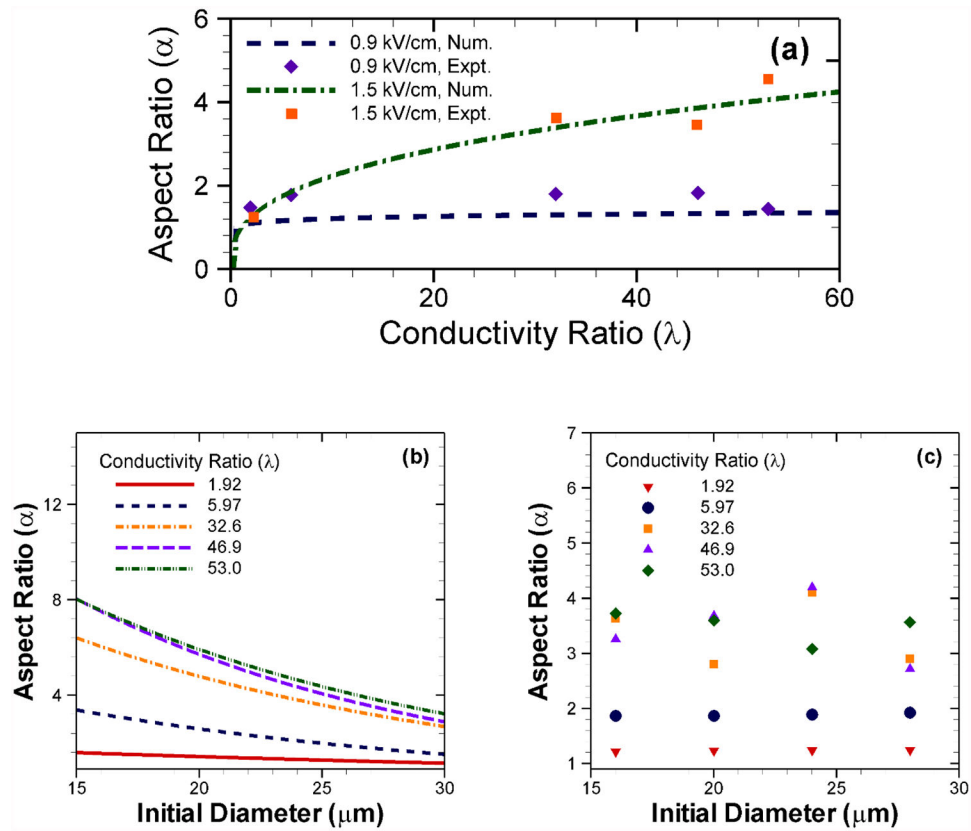 (a)
0.9 kV/cm, Num.
0.9 kV/cm, Expt.
1.5 kV/cm, Num.
1.5 kV/cm, Expt.
Aspect Ratio (α)
6
4
2
0
0 20 40 60
Conductivity Ratio (λ)
(b)
Conductivity Ratio (λ)
1.92
5.97
32.6
46.9
53.0
Aspect Ratio (α)
12
8
4
15 20 25 30
Initial Diameter (μm)
(c)
Conductivity Ratio (λ)
1.92
5.97
32.6
46.9
53.0
Aspect Ratio (α)
7
6
5
4
3
2
1
15 20 25 30
Initial Diameter (μm)